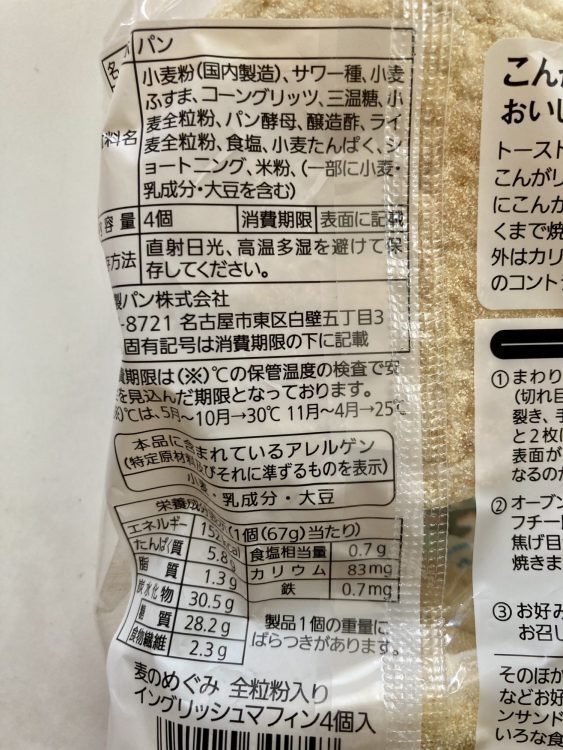 パン
小麦粉(国内製造)、サワー種、小麦
ふすま、コーングリッツ、三温糖、小
麦全粒粉、パン酵母、醸造酢、ライ
麦全粒粉、食塩、小麦たんぱく、シ
ョートニング、米粉、(一部に小麦・
乳成分・大豆を含む)
料名
容量 4個 消費期限 表面に記載
方法 直射日光、高温多湿を避けて保
存してください。
製パン株式会社
-8721 名古屋市東区白壁五丁目3
固有記号は消費期限の下に記載
期限は(※)℃の保管温度の検査で安
を見込んだ期限となっております。
℃は、5月〜10月→30℃ 11月〜4月→25℃
本品に含まれているアレルゲン
(特定原材料及びそれに準ずるものを表示)
小麦・乳成分・大豆
栄養成分表示(1個(67g)当たり)
エネルギー
たんぱく質 5.8g
脂質 1.3g
炭水化物 30.5g
糖質 28.2g
食物繊維 2.3g
食塩相当量 0.7g
カリウム 83mg
鉄 0.7mg
製品1個の重量に
ばらつきがあります。
麦のめぐみ 全粒粉入り
イングリッシュマフィン4個入
こん
おいし
トースト
こんがり
にこんが
くまで焼
外はカリ
のコント
①まわり
(切れ目
裂き、手
と2枚に
表面が
なるのが
②オーブン
フチーI
焦げ目
焼きま
③お好み
お召し
そのほか
などお好
ンサンド
いろな食